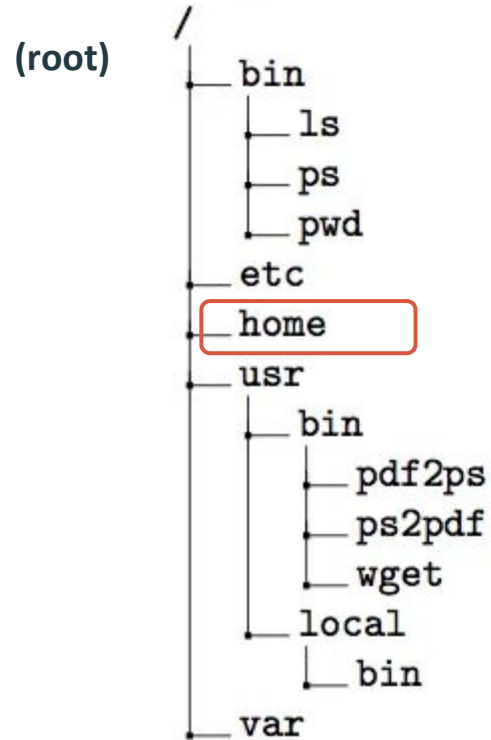 /
(root)
bin
ls
ps
pwd
etc
home
usr
bin
pdf2ps
ps2pdf
wget
local
bin
var